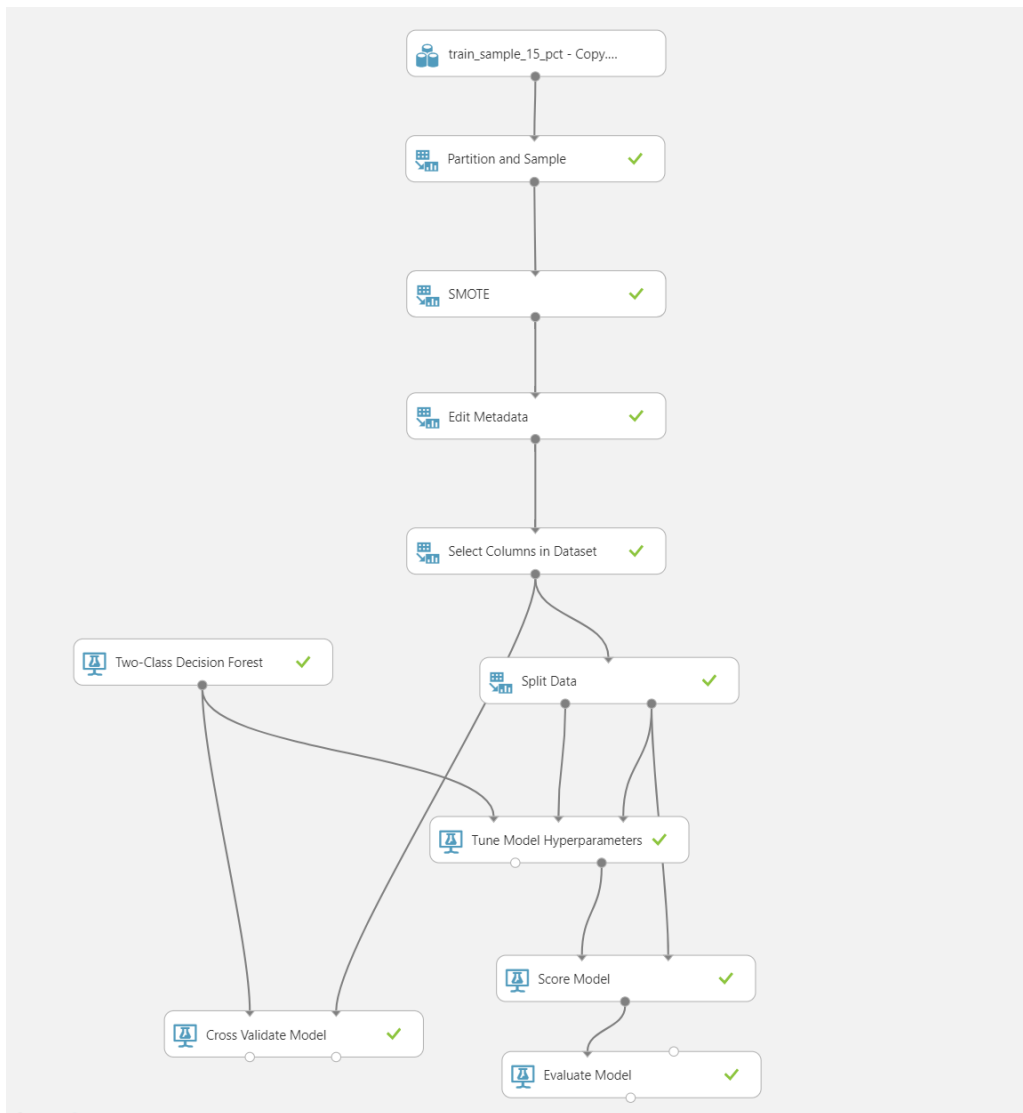 train_sample_15_pct - Copy....
Partition and Sample
SMOTE
Edit Metadata
Select Columns in Dataset
Two-Class Decision Forest
Split Data
Tune Model Hyperparameters
Score Model
Cross Validate Model
Evaluate Model